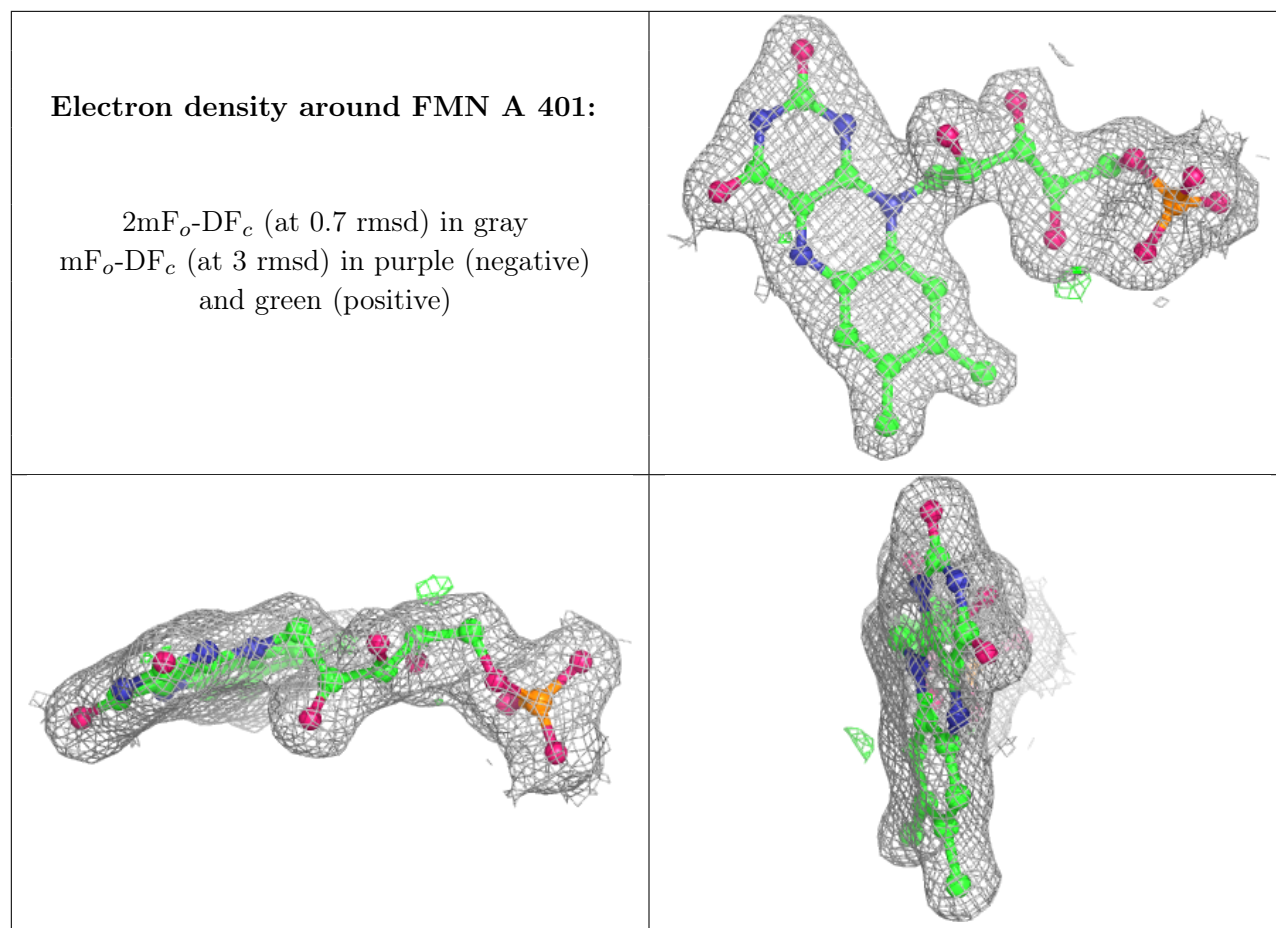 Electron density around FMN A 401:
2mFo-DFc (at 0.7 rmsd) in gray
mFo-DFc (at 3 rmsd) in purple (negative)
and green (positive)